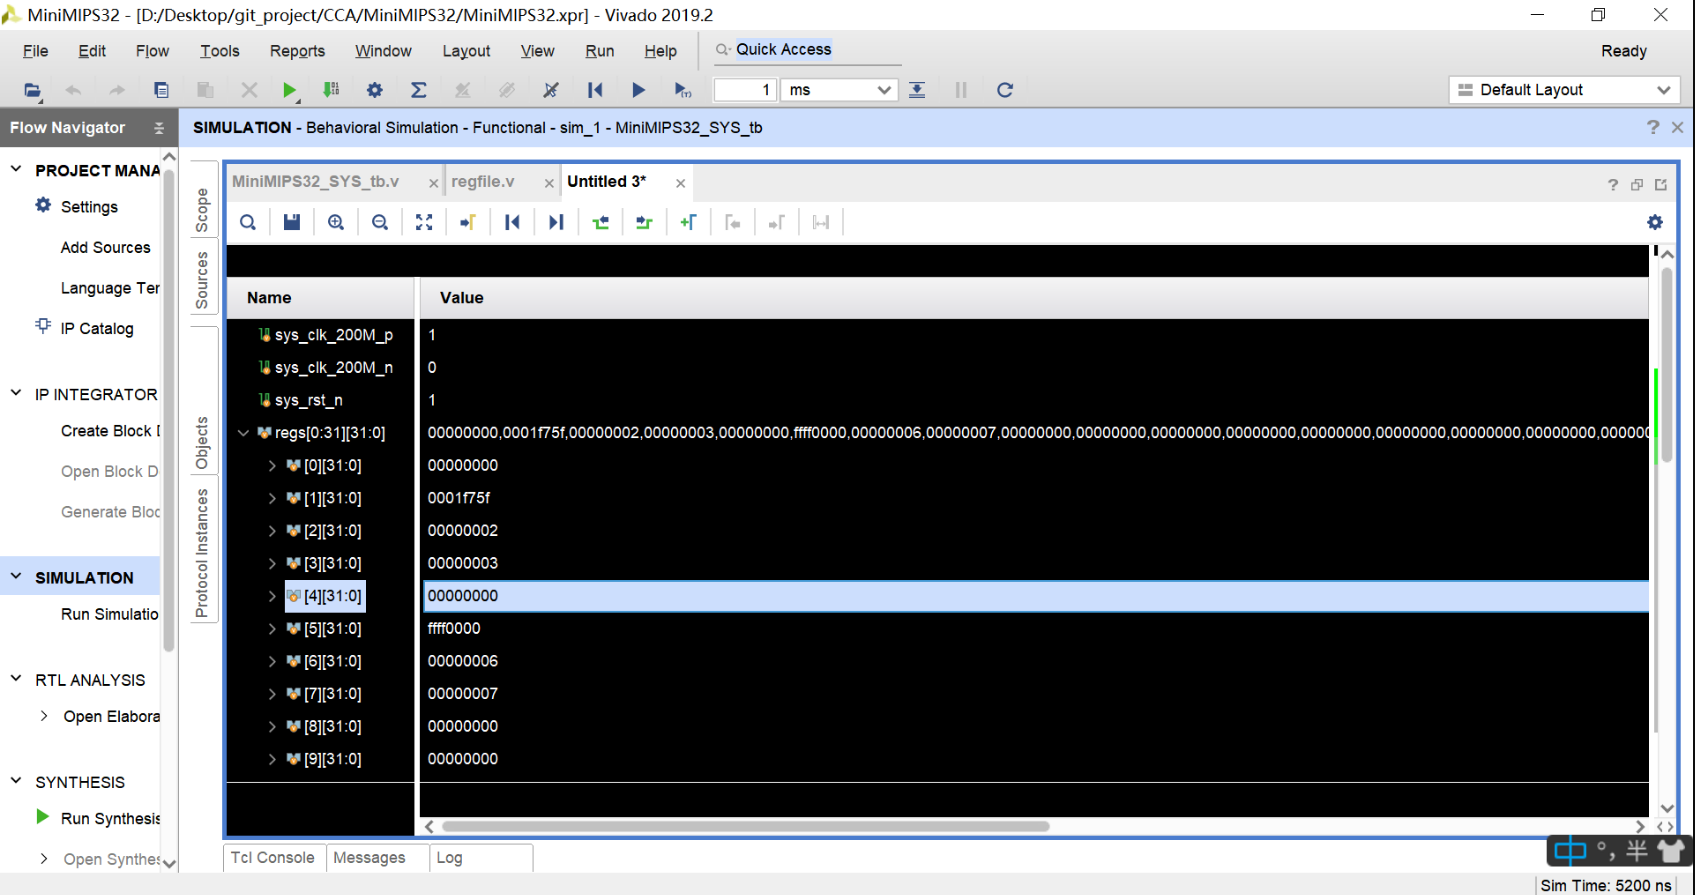 MiniMIPS32 - [D:/Desktop/git_project/CCA/MiniMIPS32/MiniMIPS32.xpr] - Vivado 2019.2
File Edit Flow Tools Reports Window Layout View Run Help Quick Access Ready
1 ms Default Layout
Flow Navigator
SIMULATION - Behavioral Simulation - Functional - sim_1 - MiniMIPS32_SYS_tb
PROJECT MANA
Settings
Add Sources
Language Ter
IP Catalog
IP INTEGRATOR
Create Block D
Open Block D
Generate Bloc
SIMULATION
Run Simulatio
RTL ANALYSIS
Open Elabora
SYNTHESIS
Run Synthesis
Open Synthes
Scope
Sources
Objects
Protocol Instances
MiniMIPS32_SYS_tb.v regfile.v Untitled 3*
Name Value
sys_clk_200M_p 1
sys_clk_200M_n 0
sys_rst_n 1
regs[0:31][31:0] 00000000,0001f75f,00000002,00000003,00000000,ffff0000,00000006,00000007,00000000,00000000,00000000,00000000,00000000,00000000,00000000,00000000,000000
[0][31:0] 00000000
[1][31:0] 0001f75f
[2][31:0] 00000002
[3][31:0] 00000003
[4][31:0] 00000000
[5][31:0] ffff0000
[6][31:0] 00000006
[7][31:0] 00000007
[8][31:0] 00000000
[9][31:0] 00000000
Tcl Console Messages Log
中 °, 半
Sim Time: 5200 ns